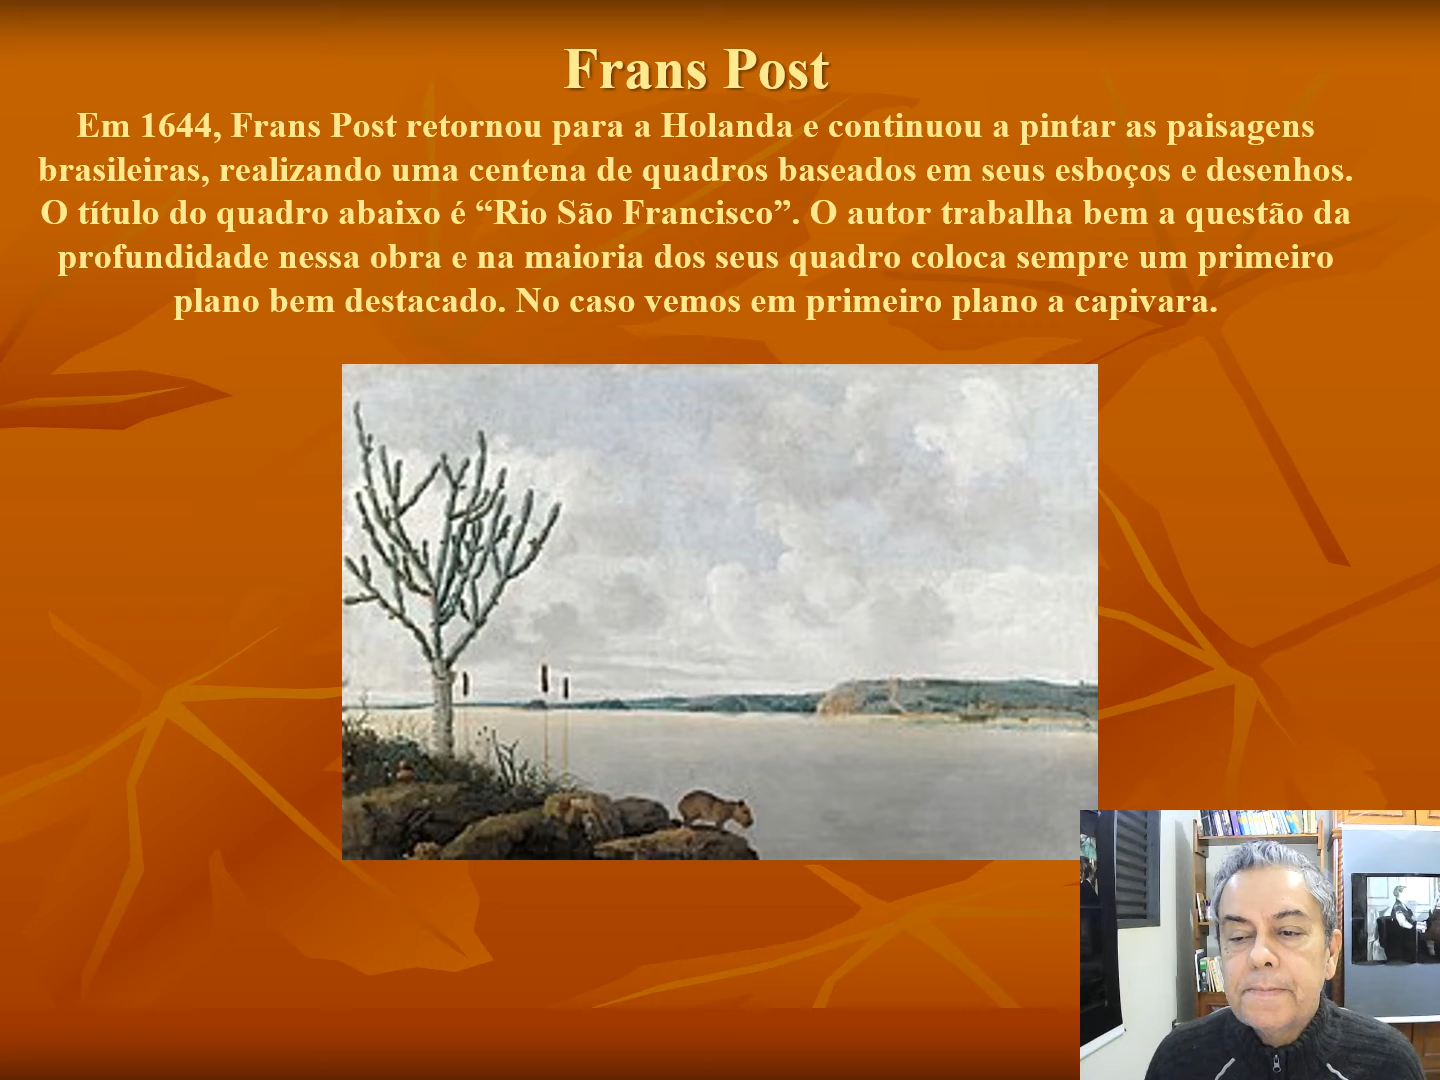 Frans Post
Em 1644, Frans Post retornou para a Holanda e continuou a pintar as paisagens
brasileiras, realizando uma centena de quadros baseados em seus esboços e desenhos.
O título do quadro abaixo é “Rio São Francisco”. O autor trabalha bem a questão da
profundidade nessa obra e na maioria dos seus quadro coloca sempre um primeiro
plano bem destacado. No caso vemos em primeiro plano a capivara.